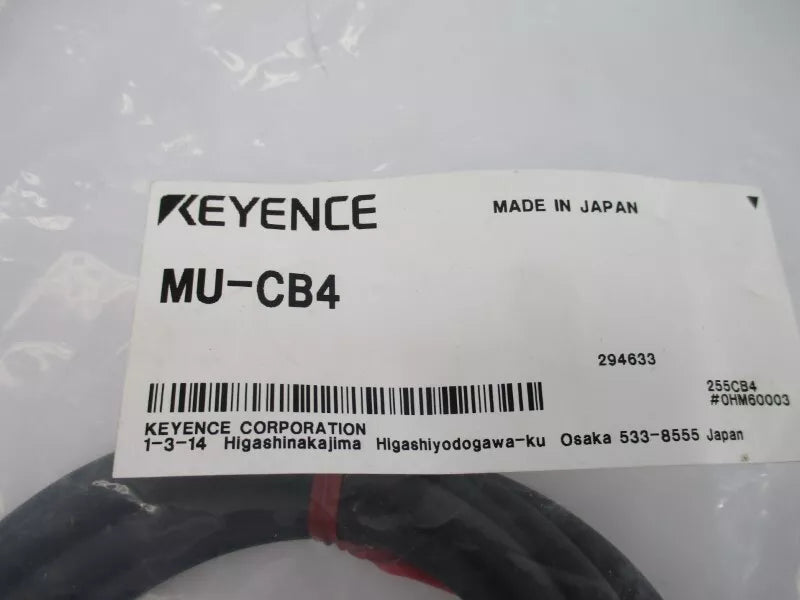 KEYENCE
MADE IN JAPAN
MU-CB4
294633
255CB4
#0HM60003
KEYENCE CORPORATION
1-3-14 Higashinakajima Higashiyodogawa-ku Osaka 533-8555 Japan